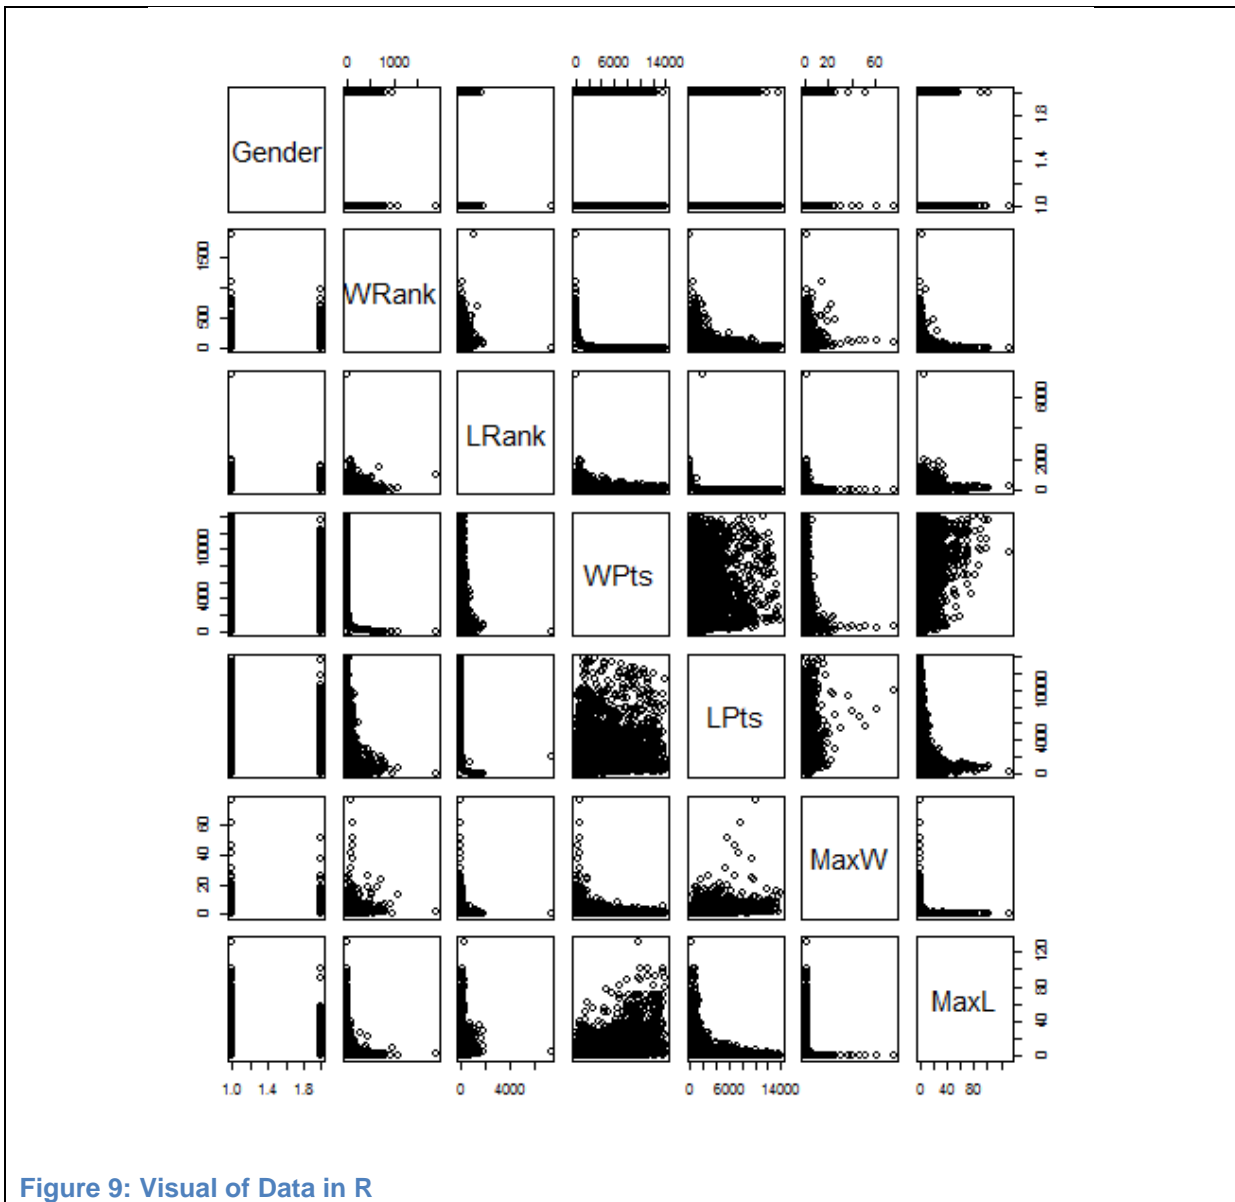 0 1000 0 6000 14000 0 20 60
Gender
1.0 1.4 1.8
0 500 1500
WRank
LRank
0 2000 6000
0 4000 10000
WPts
LPts
0 4000 10000
0 20 40 60
MaxW
MaxL
0 40 80 120
1.0 1.4 1.8 0 4000 0 6000 14000 0 40 80
Figure 9: Visual of Data in R